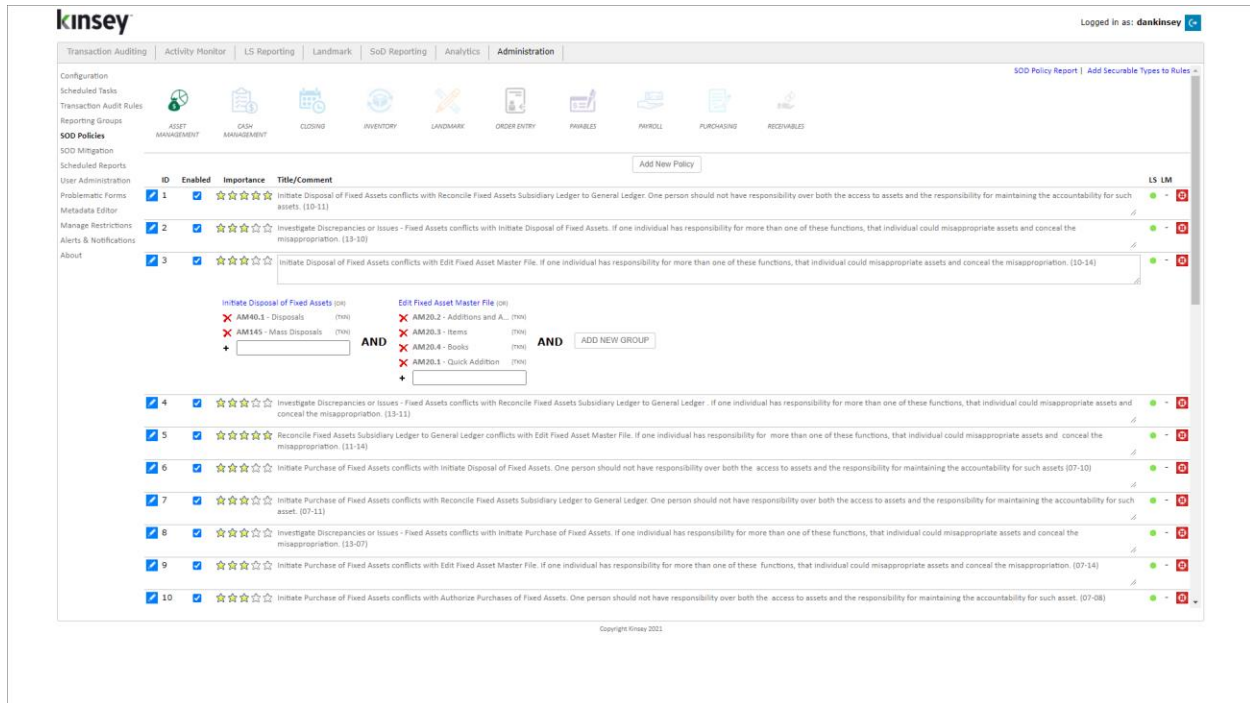 kinsey
Logged in as: dankinsey
Transaction Auditing Activity Monitor LS Reporting Landmark SoD Reporting Analytics Administration
SOD Policy Report | Add Securable Types to Rules
Configuration
Scheduled Tasks
Transaction Audit Rules
Reporting Groups
SOD Policies
SOD Mitigation
Scheduled Reports
User Administration
Problematic Forms
Metadata Editor
Manage Restrictions
Alerts & Notifications
About
ASSET MANAGEMENT
CASH MANAGEMENT
CLOSING
INVENTORY
LANDMARK
ORDER ENTRY
PAYABLES
PAYROLL
PURCHASING
RECEIVABLES
Add New Policy
ID Enabled Importance Title/Comment LS LM
1 Initiate Disposal of Fixed Assets conflicts with Reconcile Fixed Assets Subsidiary Ledger to General Ledger. One person should not have responsibility over both the access to assets and the responsibility for maintaining the accountability for such
assets. (10-11)
2 Investigate Discrepancies or Issues - Fixed Assets conflicts with Initiate Disposal of Fixed Assets. If one individual has responsibility for more than one of these functions, that individual could misappropriate assets and conceal the
misappropriation. (13-10)
3 Initiate Disposal of Fixed Assets conflicts with Edit Fixed Asset Master File. If one individual has responsibility for more than one of these functions, that individual could misappropriate assets and conceal the misappropriation. (10-14)
Initiate Disposal of Fixed Assets (OR)
AM40.1 - Disposals (TKN)
AM145 - Mass Disposals (TKN)
+
AND
Edit Fixed Asset Master File (OR)
AM20.2 - Additions and A... (TKN)
AM20.3 - Items (TKN)
AM20.4 - Books (TKN)
AM20.1 - Quick Addition (TKN)
+
AND
ADD NEW GROUP
4 Investigate Discrepancies or Issues - Fixed Assets conflicts with Reconcile Fixed Assets Subsidiary Ledger to General Ledger . If one individual has responsibility for more than one of these functions, that individual could misappropriate assets and
conceal the misappropriation. (13-11)
5 Reconcile Fixed Assets Subsidiary Ledger to General Ledger conflicts with Edit Fixed Asset Master File. If one individual has responsibility for more than one of these functions, that individual could misappropriate assets and conceal the
misappropriation. (11-14)
6 Initiate Purchase of Fixed Assets conflicts with Initiate Disposal of Fixed Assets. One person should not have responsibility over both the access to assets and the responsibility for maintaining the accountability for such assets (07-10)
7 Initiate Purchase of Fixed Assets conflicts with Reconcile Fixed Assets Subsidiary Ledger to General Ledger. One person should not have responsibility over both the access to assets and the responsibility for maintaining the accountability for such
asset. (07-11)
8 Investigate Discrepancies or Issues - Fixed Assets conflicts with Initiate Purchase of Fixed Assets. If one individual has responsibility for more than one of these functions, that individual could misappropriate assets and conceal the
misappropriation. (13-07)
9 Initiate Purchase of Fixed Assets conflicts with Edit Fixed Asset Master File. If one individual has responsibility for more than one of these functions, that individual could misappropriate assets and conceal the misappropriation. (07-14)
10 Initiate Purchase of Fixed Assets conflicts with Authorize Purchases of Fixed Assets. One person should not have responsibility over both the access to assets and the responsibility for maintaining the accountability for such asset. (07-08)
Copyright Kinsey 2021